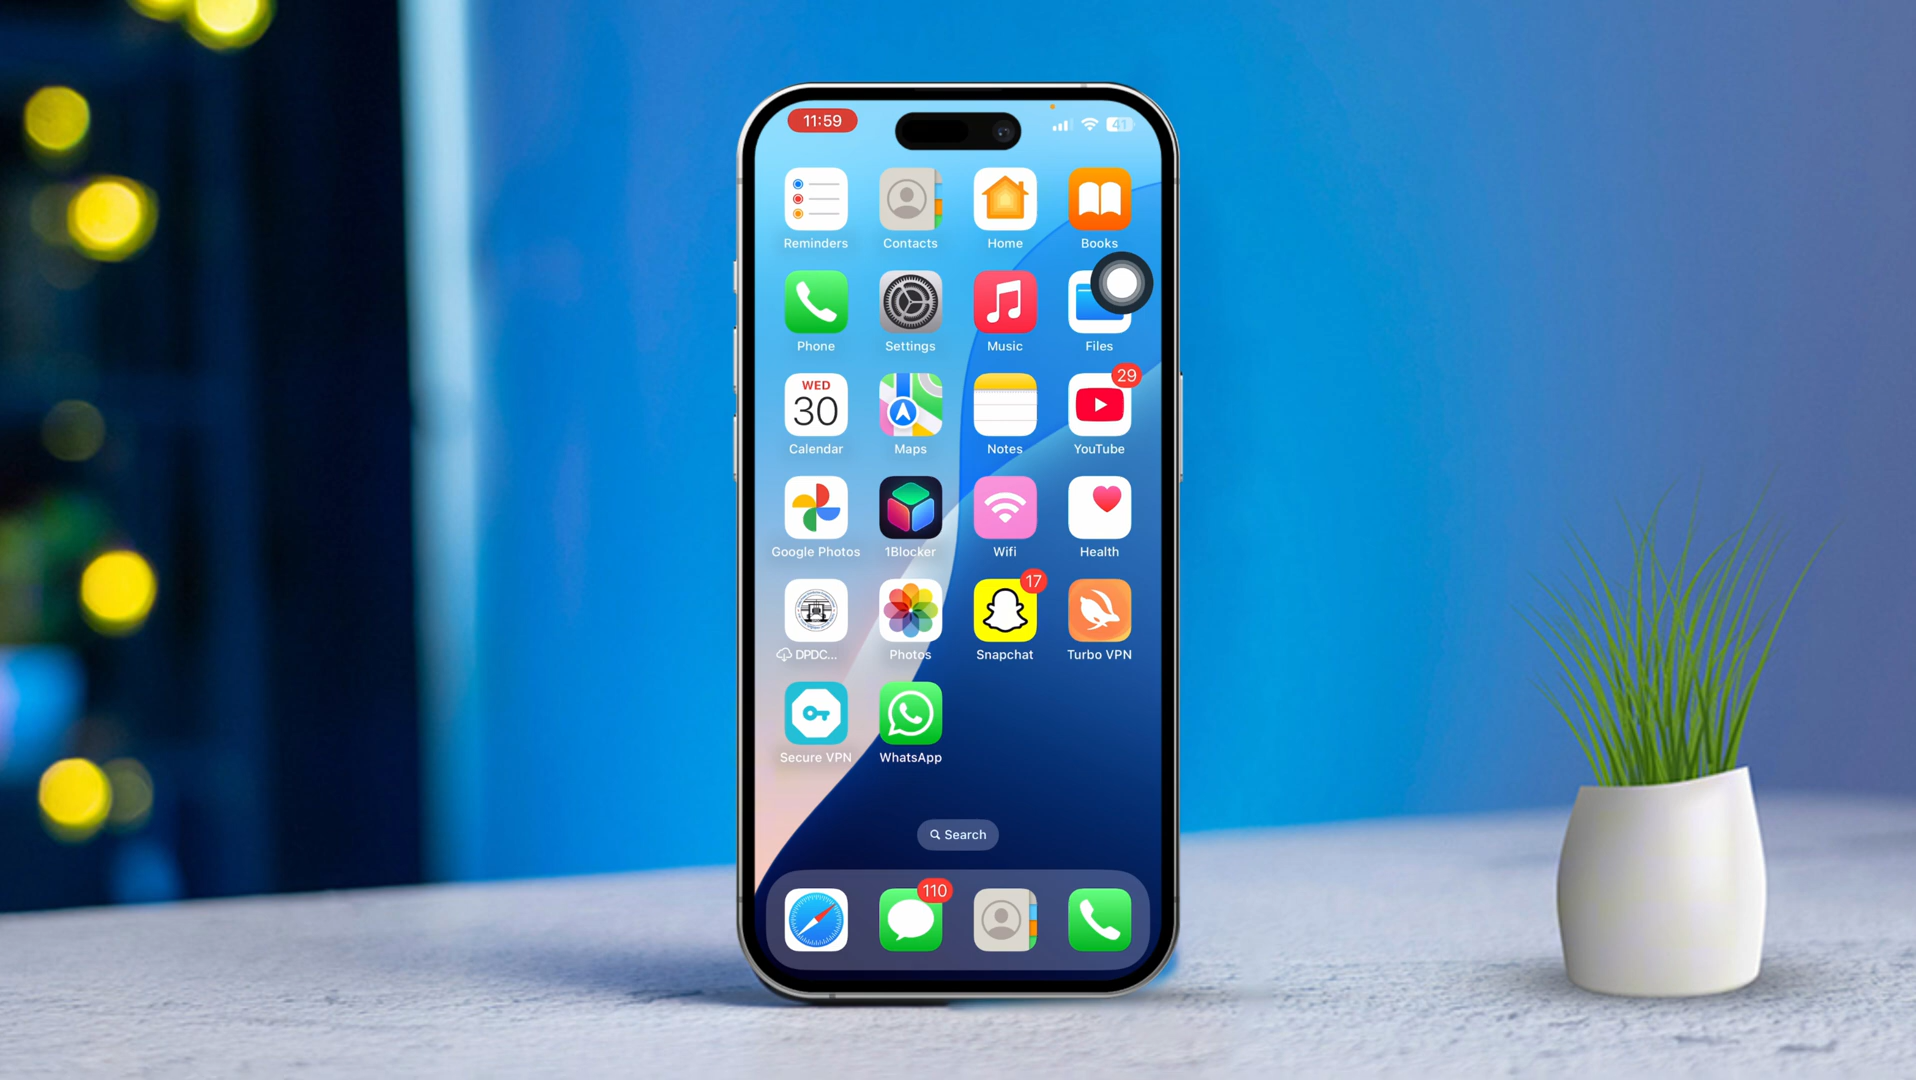 11:59
41
Reminders Contacts Home Books
Phone Settings Music Files
29
WED
30
Calendar Maps Notes YouTube
Google Photos 1Blocker Wifi Health
17
DPDC... Photos Snapchat Turbo VPN
Secure VPN WhatsApp
Search
110